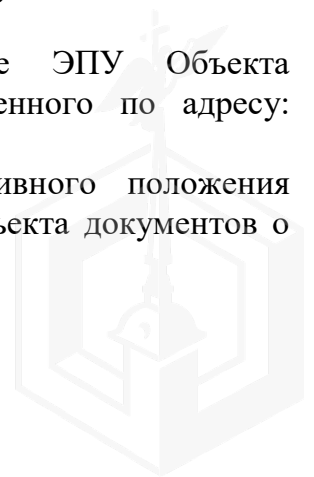 е ЭПУ Объекта
енного по адресу:
ивного положения
ъекта документов о